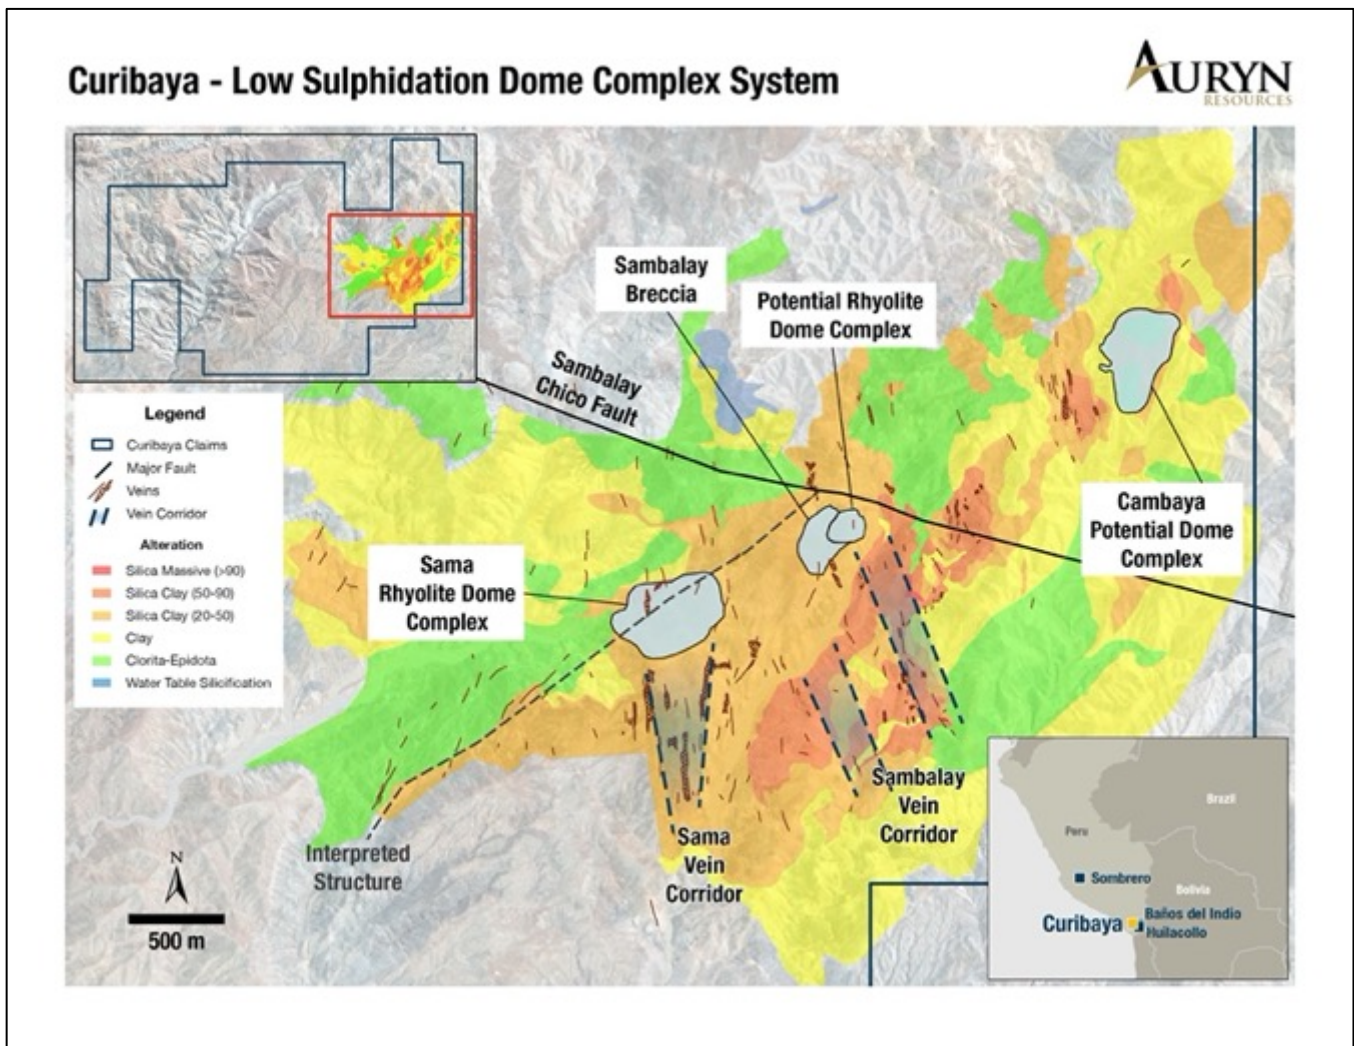 Curibaya - Low Sulphidation Dome Complex System
AURYN
RESOURCES
Sambalay
Breccia
Potential Rhyolite
Dome Complex
Sambalay
Chico Fault
Legend
Curibaya Claims
Major Fault
Veins
Vein Corridor
Alteration
Silica Massive (>90)
Silica Clay (50-90)
Silica Clay (20-50)
Clay
Clorita-Epidota
Water Table Silicification
Sama
Rhyolite Dome
Complex
Cambaya
Potential Dome
Complex
Interpreted
Structure
Sama
Vein
Corridor
Sambalay
Vein
Corridor
N
500 m
Brazil
Peru
Sombrero
Bolivia
Curibaya
Baños del Indio
Huilacollo